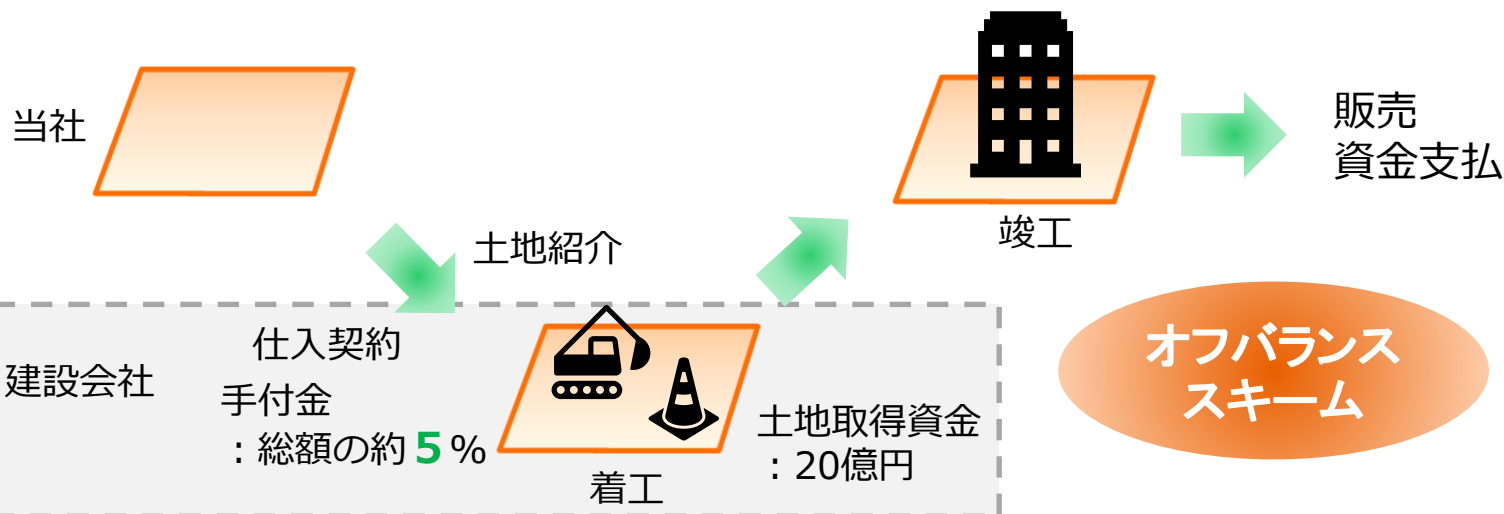 当社
土地紹介
竣工
販売
資金支払
建設会社
仕入契約
手付金
：総額の約5％
着工
土地取得資金
：20億円
オフバランス
スキーム